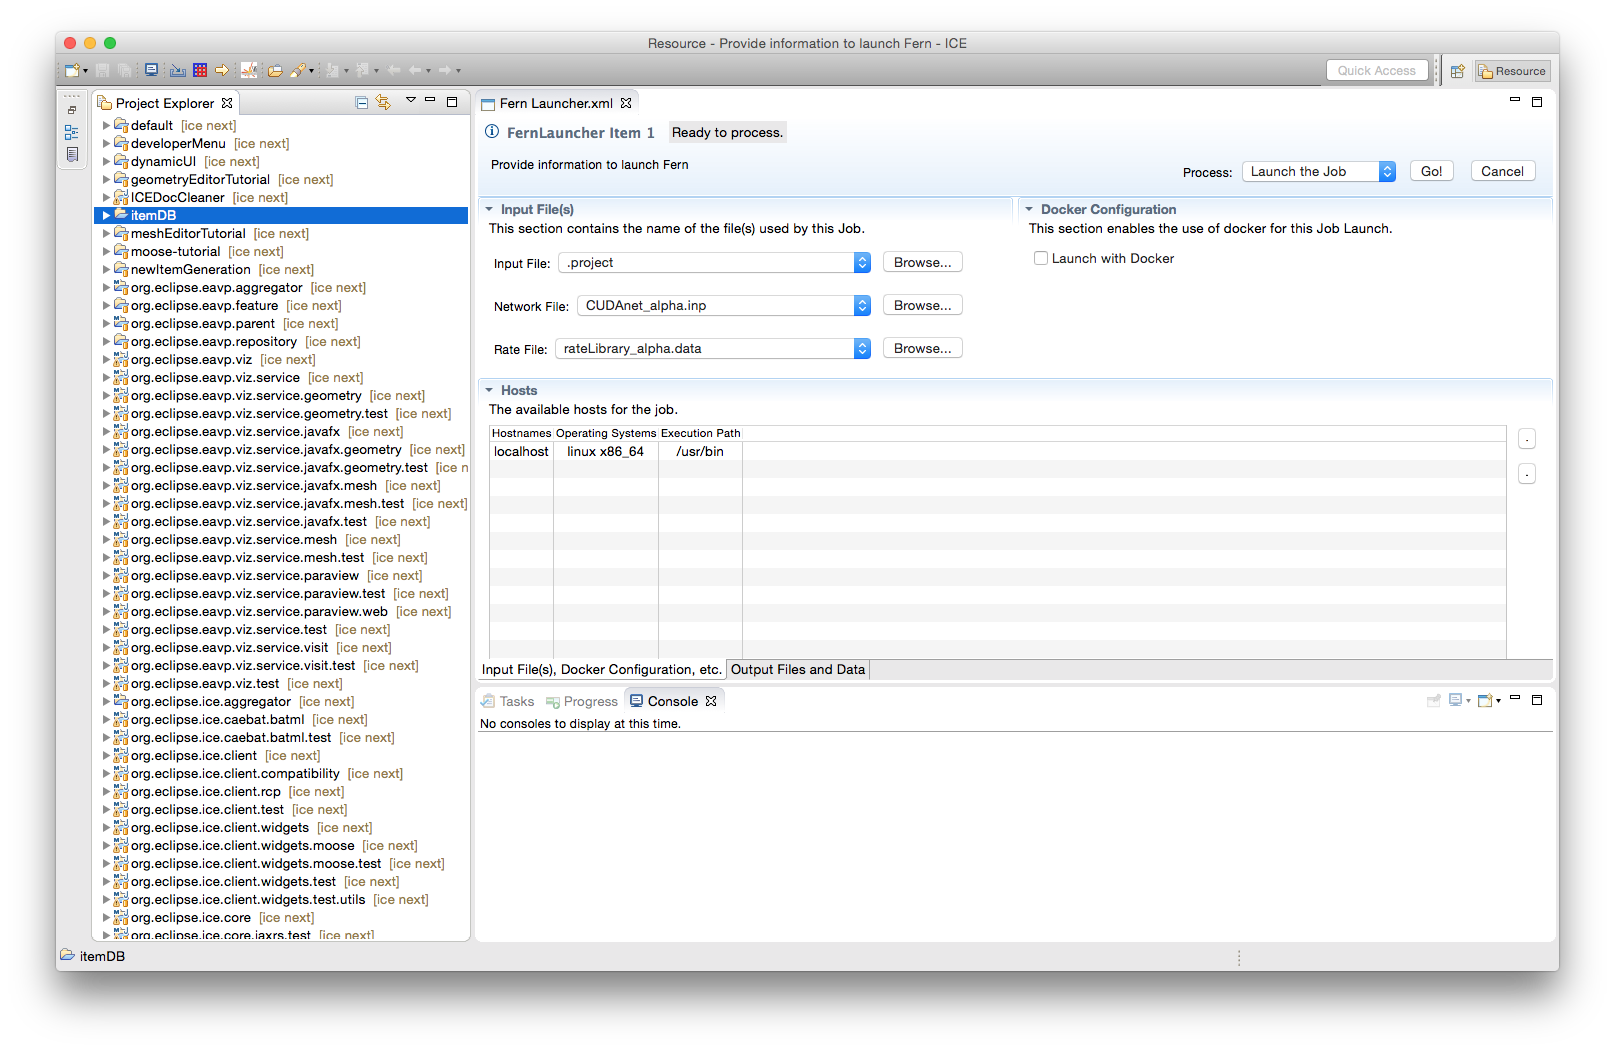 Resource - Provide information to launch Fern - ICE
Quick Access
Resource
Project Explorer
default [ice next]
developerMenu [ice next]
dynamicUI [ice next]
geometryEditorTutorial [ice next]
ICEDocCleaner [ice next]
itemDB
meshEditorTutorial [ice next]
moose-tutorial [ice next]
newItemGeneration [ice next]
org.eclipse.eavp.aggregator [ice next]
org.eclipse.eavp.feature [ice next]
org.eclipse.eavp.parent [ice next]
org.eclipse.eavp.repository [ice next]
org.eclipse.eavp.viz [ice next]
org.eclipse.eavp.viz.service [ice next]
org.eclipse.eavp.viz.service.geometry [ice next]
org.eclipse.eavp.viz.service.geometry.test [ice next]
org.eclipse.eavp.viz.service.javafx [ice next]
org.eclipse.eavp.viz.service.javafx.geometry [ice next]
org.eclipse.eavp.viz.service.javafx.geometry.test [ice n
org.eclipse.eavp.viz.service.javafx.mesh [ice next]
org.eclipse.eavp.viz.service.javafx.mesh.test [ice next]
org.eclipse.eavp.viz.service.javafx.test [ice next]
org.eclipse.eavp.viz.service.mesh [ice next]
org.eclipse.eavp.viz.service.mesh.test [ice next]
org.eclipse.eavp.viz.service.paraview [ice next]
org.eclipse.eavp.viz.service.paraview.test [ice next]
org.eclipse.eavp.viz.service.paraview.web [ice next]
org.eclipse.eavp.viz.service.test [ice next]
org.eclipse.eavp.viz.service.visit [ice next]
org.eclipse.eavp.viz.service.visit.test [ice next]
org.eclipse.eavp.viz.test [ice next]
org.eclipse.ice.aggregator [ice next]
org.eclipse.ice.caebat.batml [ice next]
org.eclipse.ice.caebat.batml.test [ice next]
org.eclipse.ice.client [ice next]
org.eclipse.ice.client.compatibility [ice next]
org.eclipse.ice.client.rcp [ice next]
org.eclipse.ice.client.test [ice next]
org.eclipse.ice.client.widgets [ice next]
org.eclipse.ice.client.widgets.moose [ice next]
org.eclipse.ice.client.widgets.moose.test [ice next]
org.eclipse.ice.client.widgets.test [ice next]
org.eclipse.ice.client.widgets.test.utils [ice next]
org.eclipse.ice.core [ice next]
org.eclipse.ice.core.jaxrs.test [ice next]
Fern Launcher.xml
FernLauncher Item 1 Ready to process.
Provide information to launch Fern
Process: Launch the Job Go! Cancel
Input File(s)
This section contains the name of the file(s) used by this Job.
Input File: .project Browse...
Network File: CUDAnet_alpha.inp Browse...
Rate File: rateLibrary_alpha.data Browse...
Docker Configuration
This section enables the use of docker for this Job Launch.
Launch with Docker
Hosts
The available hosts for the job.
Hostnames Operating Systems Execution Path
localhost linux x86_64 /usr/bin
.
.
Input File(s), Docker Configuration, etc. Output Files and Data
Tasks Progress Console
No consoles to display at this time.
itemDB